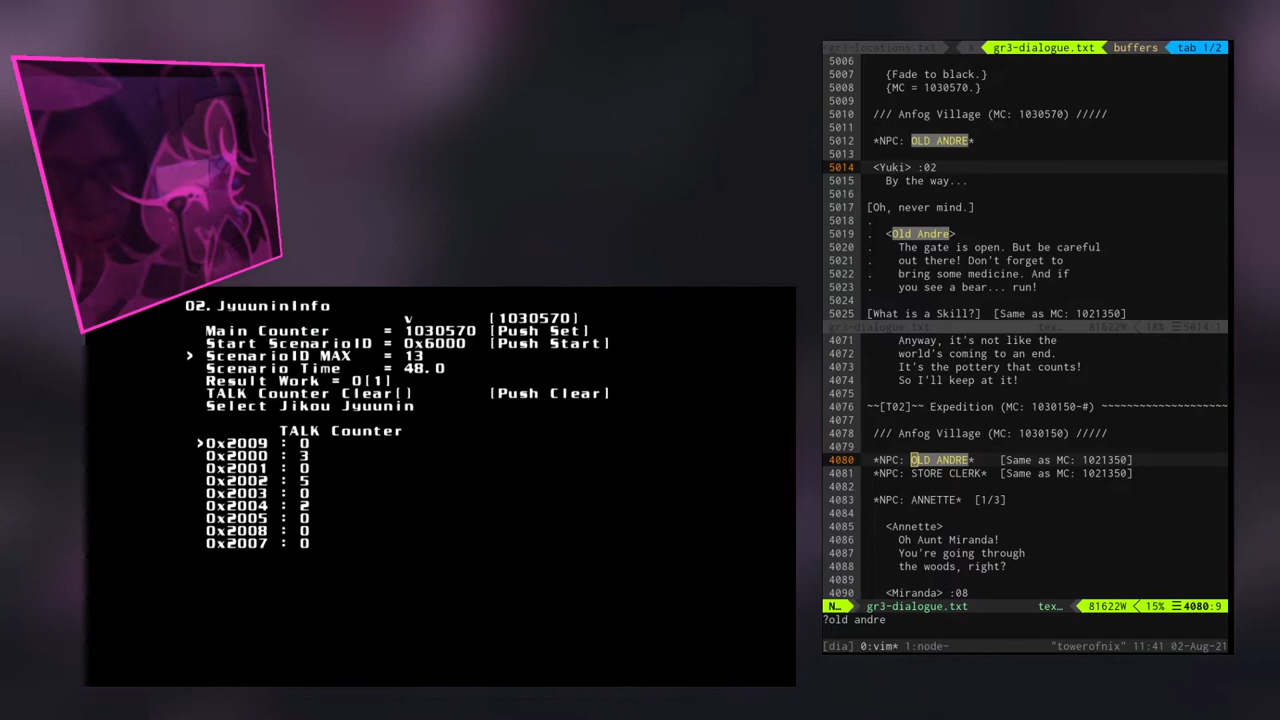 02.JyuuninInfo
v [1030570]
Main Counter = 1030570 [Push Set]
Start ScenarioID = 0x6000 [Push Start]
> ScenarioID MAX = 13
Scenario Time = 48.0
Result Work = 0[1]
TALK Counter Clear[] [Push Clear]
Select Jikou Jyuunin
TALK Counter
>0x2009 : 0
0x2000 : 3
0x2001 : 0
0x2002 : 5
0x2003 : 0
0x2004 : 2
0x2005 : 0
0x2008 : 0
0x2007 : 0
<gr3-locations.txt gr3-dialogue.txt buffers tab 1/2
5006
5007 {Fade to black.}
5008 {MC = 1030570.}
5009
5010 /// Anfog Village (MC: 1030570) /////
5011
5012 *NPC: OLD ANDRE*
5013
5014 <Yuki> :02
5015 By the way...
5016
5017 [Oh, never mind.]
5018 .
5019 . <Old Andre>
5020 . The gate is open. But be careful
5021 . out there! Don't forget to
5022 . bring some medicine. And if
5023 . you see a bear... run!
5024
5025 [What is a Skill?] [Same as MC: 1021350]
gr3-dialogue.txt tex… 81622W 18% 5014:1
4071 Anyway, it's not like the
4072 world's coming to an end.
4073 It's the pottery that counts!
4074 So I'll keep at it!
4075
4076 ~~[T02]~~ Expedition (MC: 1030150-#) ~~~~~~~~~~~~~~~~~~~~
4077
4078 /// Anfog Village (MC: 1030150) /////
4079
4080 *NPC: OLD ANDRE* [Same as MC: 1021350]
4081 *NPC: STORE CLERK* [Same as MC: 1021350]
4082
4083 *NPC: ANNETTE* [1/3]
4084
4085 <Annette>
4086 Oh Aunt Miranda!
4087 You're going through
4088 the woods, right?
4089
4090 <Miranda> :08
N… gr3-dialogue.txt tex… 81622W 15% ☰4080:9
?old andre
[dia] 0:vim* 1:node- "towerofnix" 11:41 02-Aug-21